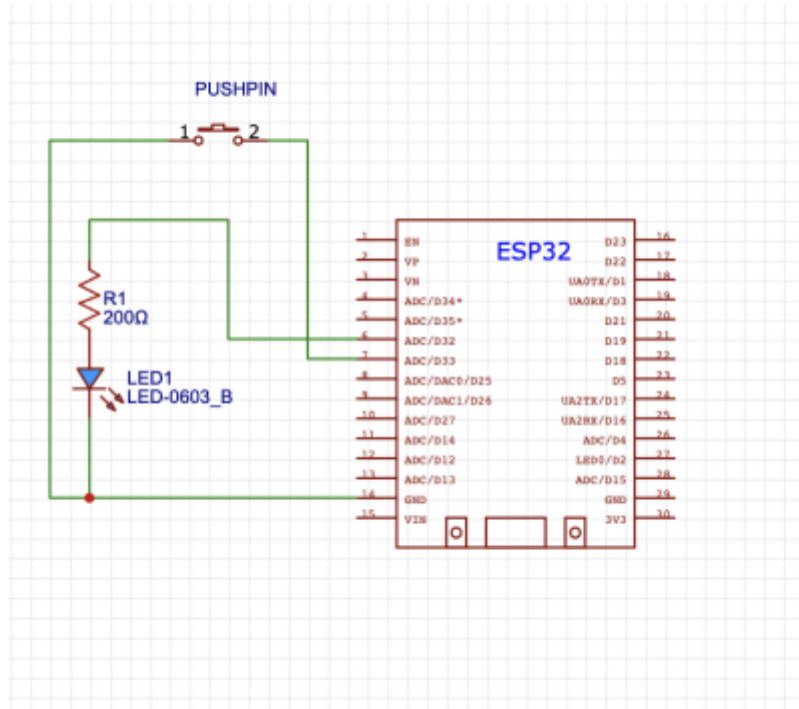 PUSHPIN
1 2
R1
200Ω
LED1
LED-0603_B
ESP32
1 EN D23 16
2 VP D22 17
3 VN UA0TX/D1 18
4 ADC/D34* UA0RX/D3 19
5 ADC/D35* D21 20
6 ADC/D32 D19 21
7 ADC/D33 D18 22
8 ADC/DAC0/D25 D5 23
9 ADC/DAC1/D26 UA2TX/D17 24
10 ADC/D27 UA2RX/D16 25
11 ADC/D14 ADC/D4 26
12 ADC/D12 LED0/D2 27
13 ADC/D13 ADC/D15 28
14 GND GND 29
15 VIN 3V3 30